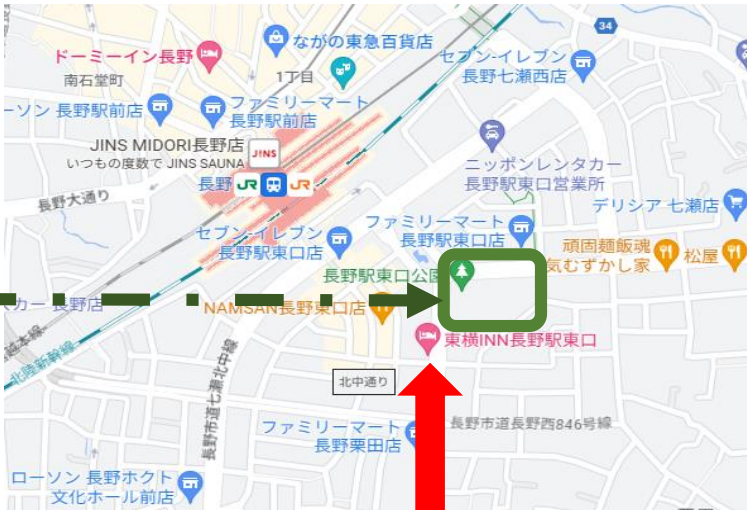 34
ながの東急百貨店
ドーミーイン長野
セブン-イレブン
長野七瀬西店
南石堂町
1丁目
ーソン 長野駅前店
ファミリーマート
長野駅前店
JINS MIDORI長野店
いつもの度数で JINS SAUNA
JINS
ニッポンレンタカー
長野駅東口営業所
長野
JR
JR
長野大通り
デリシア 七瀬店
セブン-イレブン
長野駅東口店
ファミリーマート
長野駅東口店
頑固麺飯魂
気むずかし家
松屋
長野駅東口公園
スカー 長野店
NAMSAN長野東口店
東横INN長野駅東口
北陸新幹線
北中通り
長野市道七瀬北中線
ファミリーマート
長野栗田店
長野市道長野西846号線
ローソン 長野ホクト
文化ホール前店